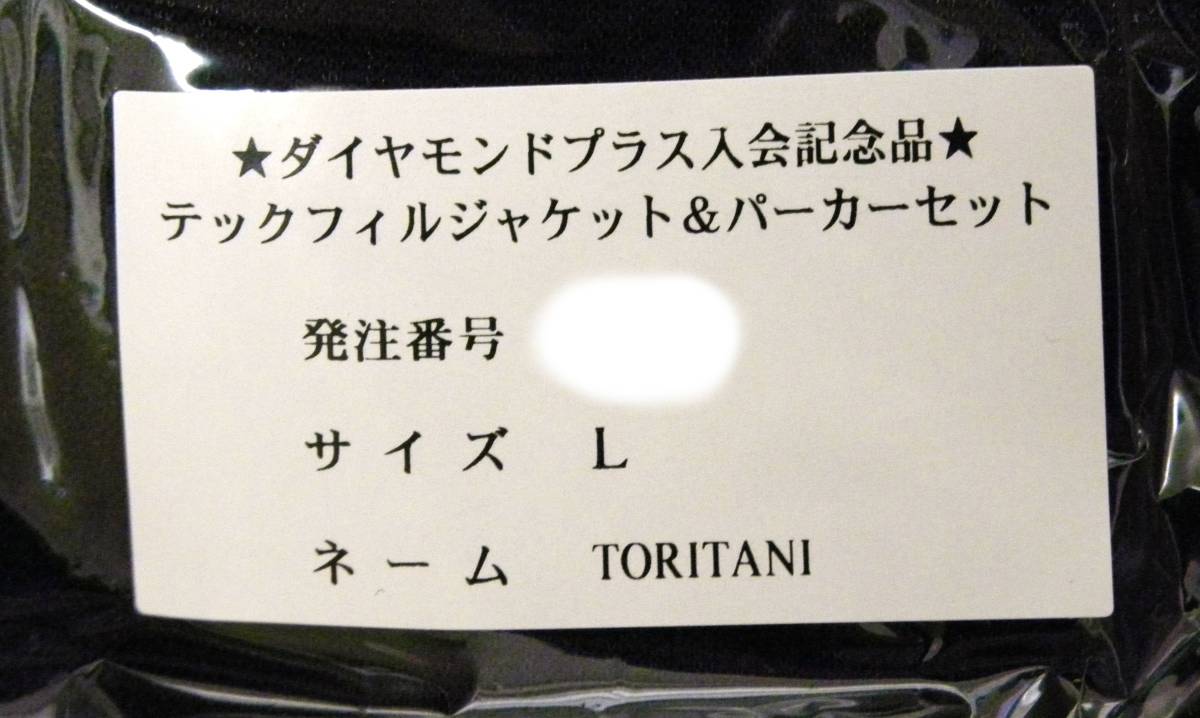 ★ダイヤモンドプラス入会記念品★
テックフィルジャケット＆パーカーセット
発注番号
サイズ L
ネーム TORITANI